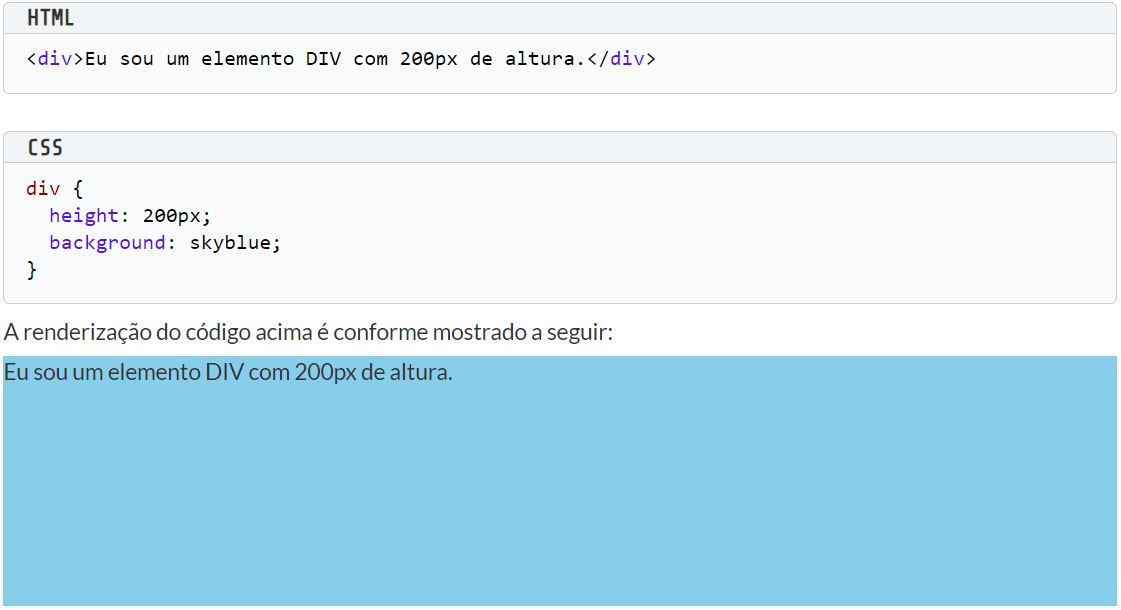 HTML
<div>Eu sou um elemento DIV com 200px de altura.</div>
CSS
div {
  height: 200px;
  background: skyblue;
}
A renderização do código acima é conforme mostrado a seguir:
Eu sou um elemento DIV com 200px de altura.